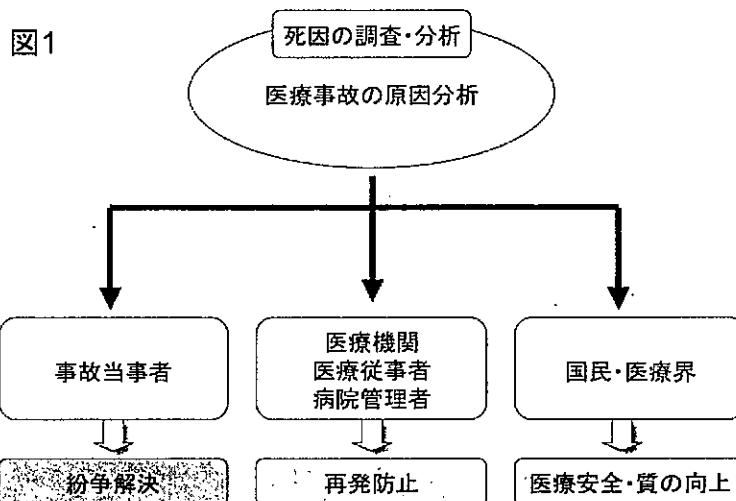 図1
死因の調査・分析
医療事故の原因分析
事故当事者
医療機関
医療従事者
病院管理者
国民・医療界
紛争解決
再発防止
医療安全・質の向上